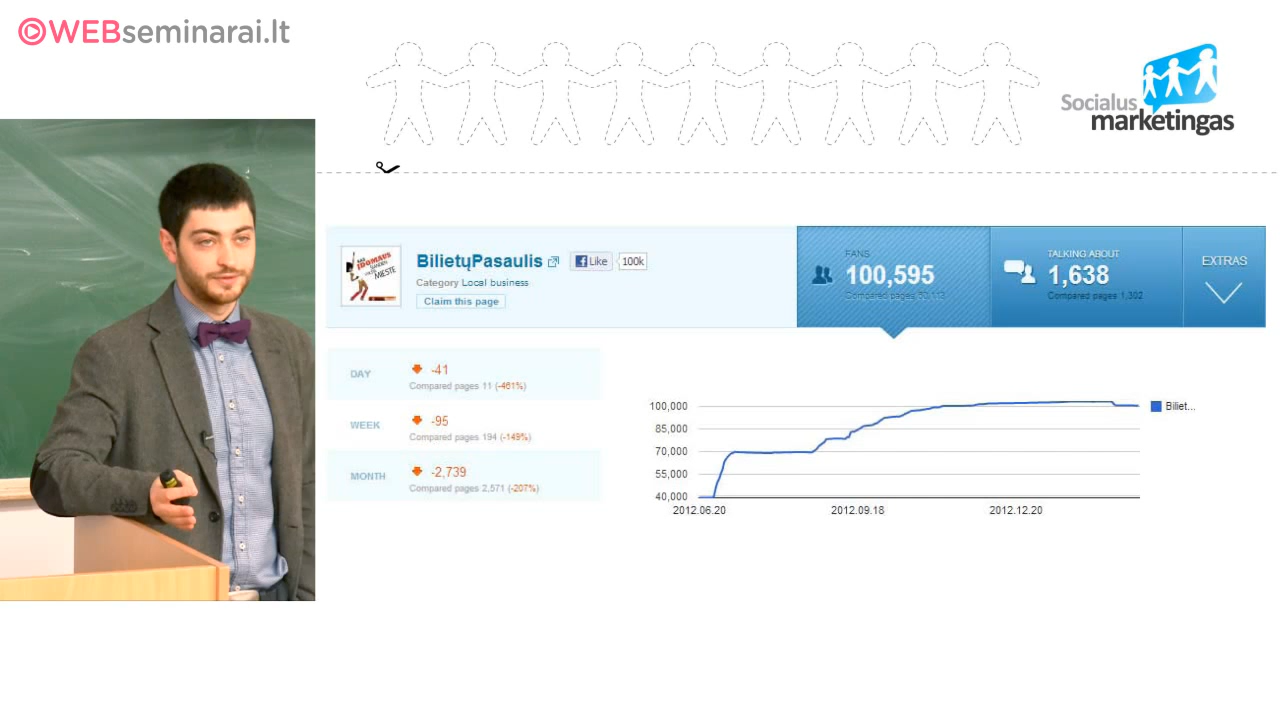 WEBseminarai.lt
Socialus
marketingas
BilietųPasaulis
Like
100k
Category Local business
Claim this page
FANS
100,595
TALKING ABOUT
1,638
Compared pages 1,302
EXTRAS
DAY
-41
Compared pages 11 (-461%)
WEEK
-95
Compared pages 194 (-149%)
MONTH
-2,739
Compared pages 2,571 (-207%)
100,000
85,000
70,000
55,000
40,000
2012.06.20
2012.09.18
2012.12.20
Biliet...